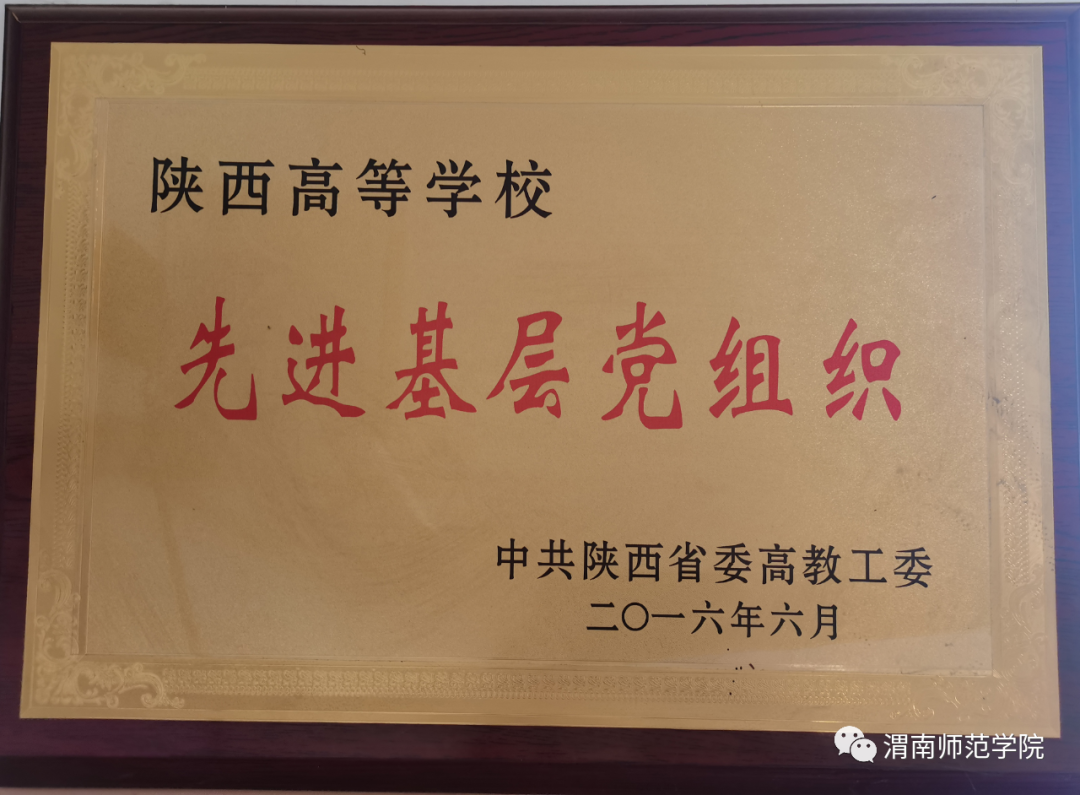 陕西高等学校
先进基层党组织
中共陕西省委高教工委
二〇一六年六月
渭南师范学院